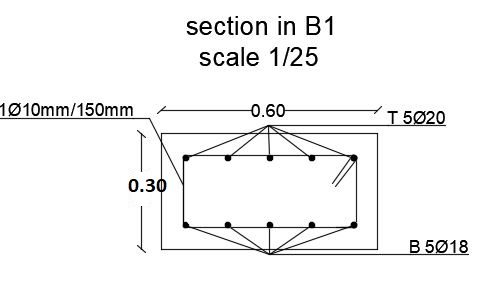 section in B1
scale 1/25
1Ø10mm/150mm
0.60
T 5Ø20
0.30
B 5Ø18